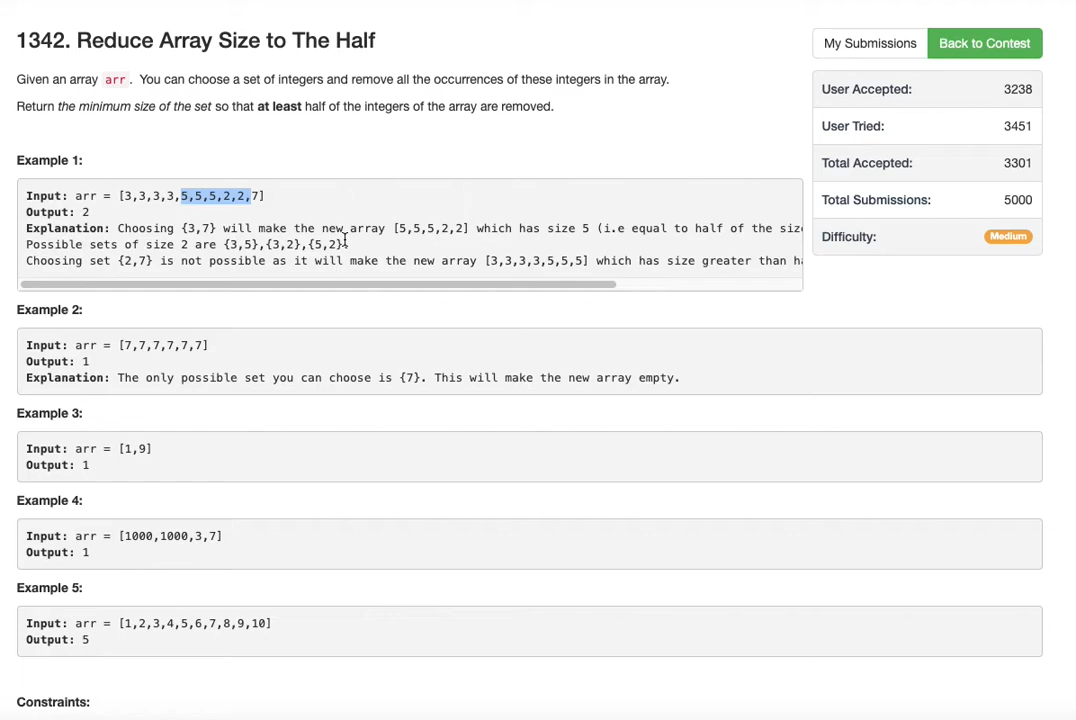 1342. Reduce Array Size to The Half
My Submissions
Back to Contest
Given an array arr. You can choose a set of integers and remove all the occurrences of these integers in the array.
Return the minimum size of the set so that at least half of the integers of the array are removed.
User Accepted: 3238
User Tried: 3451
Total Accepted: 3301
Total Submissions: 5000
Difficulty: Medium
Example 1:
Input: arr = [3,3,3,3,5,5,5,2,2,7]
Output: 2
Explanation: Choosing {3,7} will make the new array [5,5,5,2,2] which has size 5 (i.e equal to half of the size
Possible sets of size 2 are {3,5},{3,2},{5,2}.
Choosing set {2,7} is not possible as it will make the new array [3,3,3,3,5,5,5] which has size greater than ha
Example 2:
Input: arr = [7,7,7,7,7,7]
Output: 1
Explanation: The only possible set you can choose is {7}. This will make the new array empty.
Example 3:
Input: arr = [1,9]
Output: 1
Example 4:
Input: arr = [1000,1000,3,7]
Output: 1
Example 5:
Input: arr = [1,2,3,4,5,6,7,8,9,10]
Output: 5
Constraints: